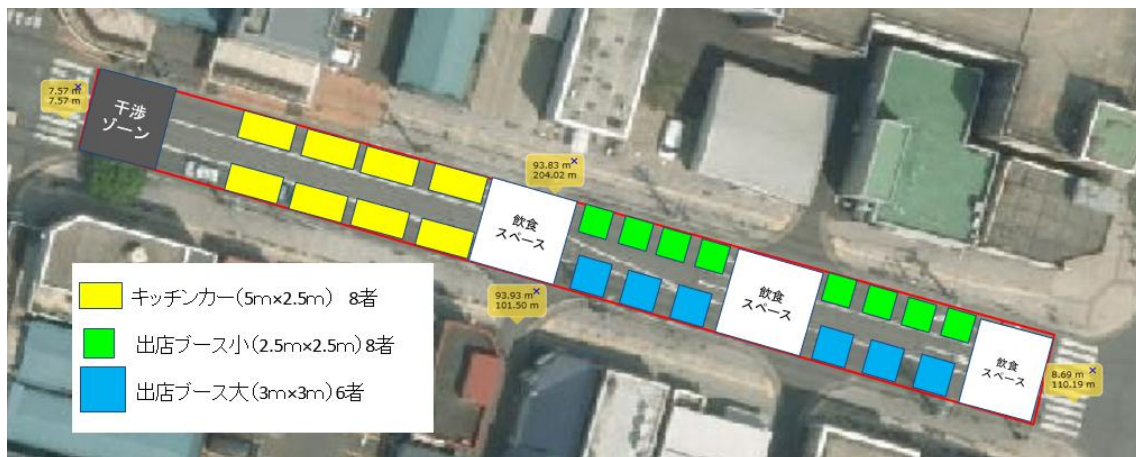 7.57 m
7.57 m
干渉
ゾーン
93.83 m
204.02 m
飲食
スペース
飲食
スペース
飲食
スペース
93.93 m
101.50 m
8.69 m
110.19 m
キッチンカー(5m×2.5m) 8者
出店ブース小(2.5m×2.5m)8者
出店ブース大(3m×3m)6者